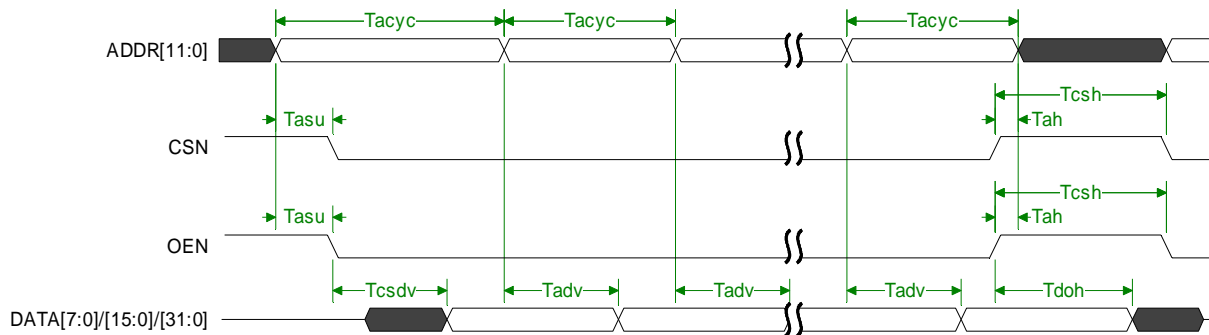 Tacyc Tacyc Tacyc
ADDR[11:0]
Tcsh
Tasu Tah
CSN
Tcsh
Tasu Tah
OEN
Tcsdv Tadv Tadv Tadv Tdoh
DATA[7:0]/[15:0]/[31:0]